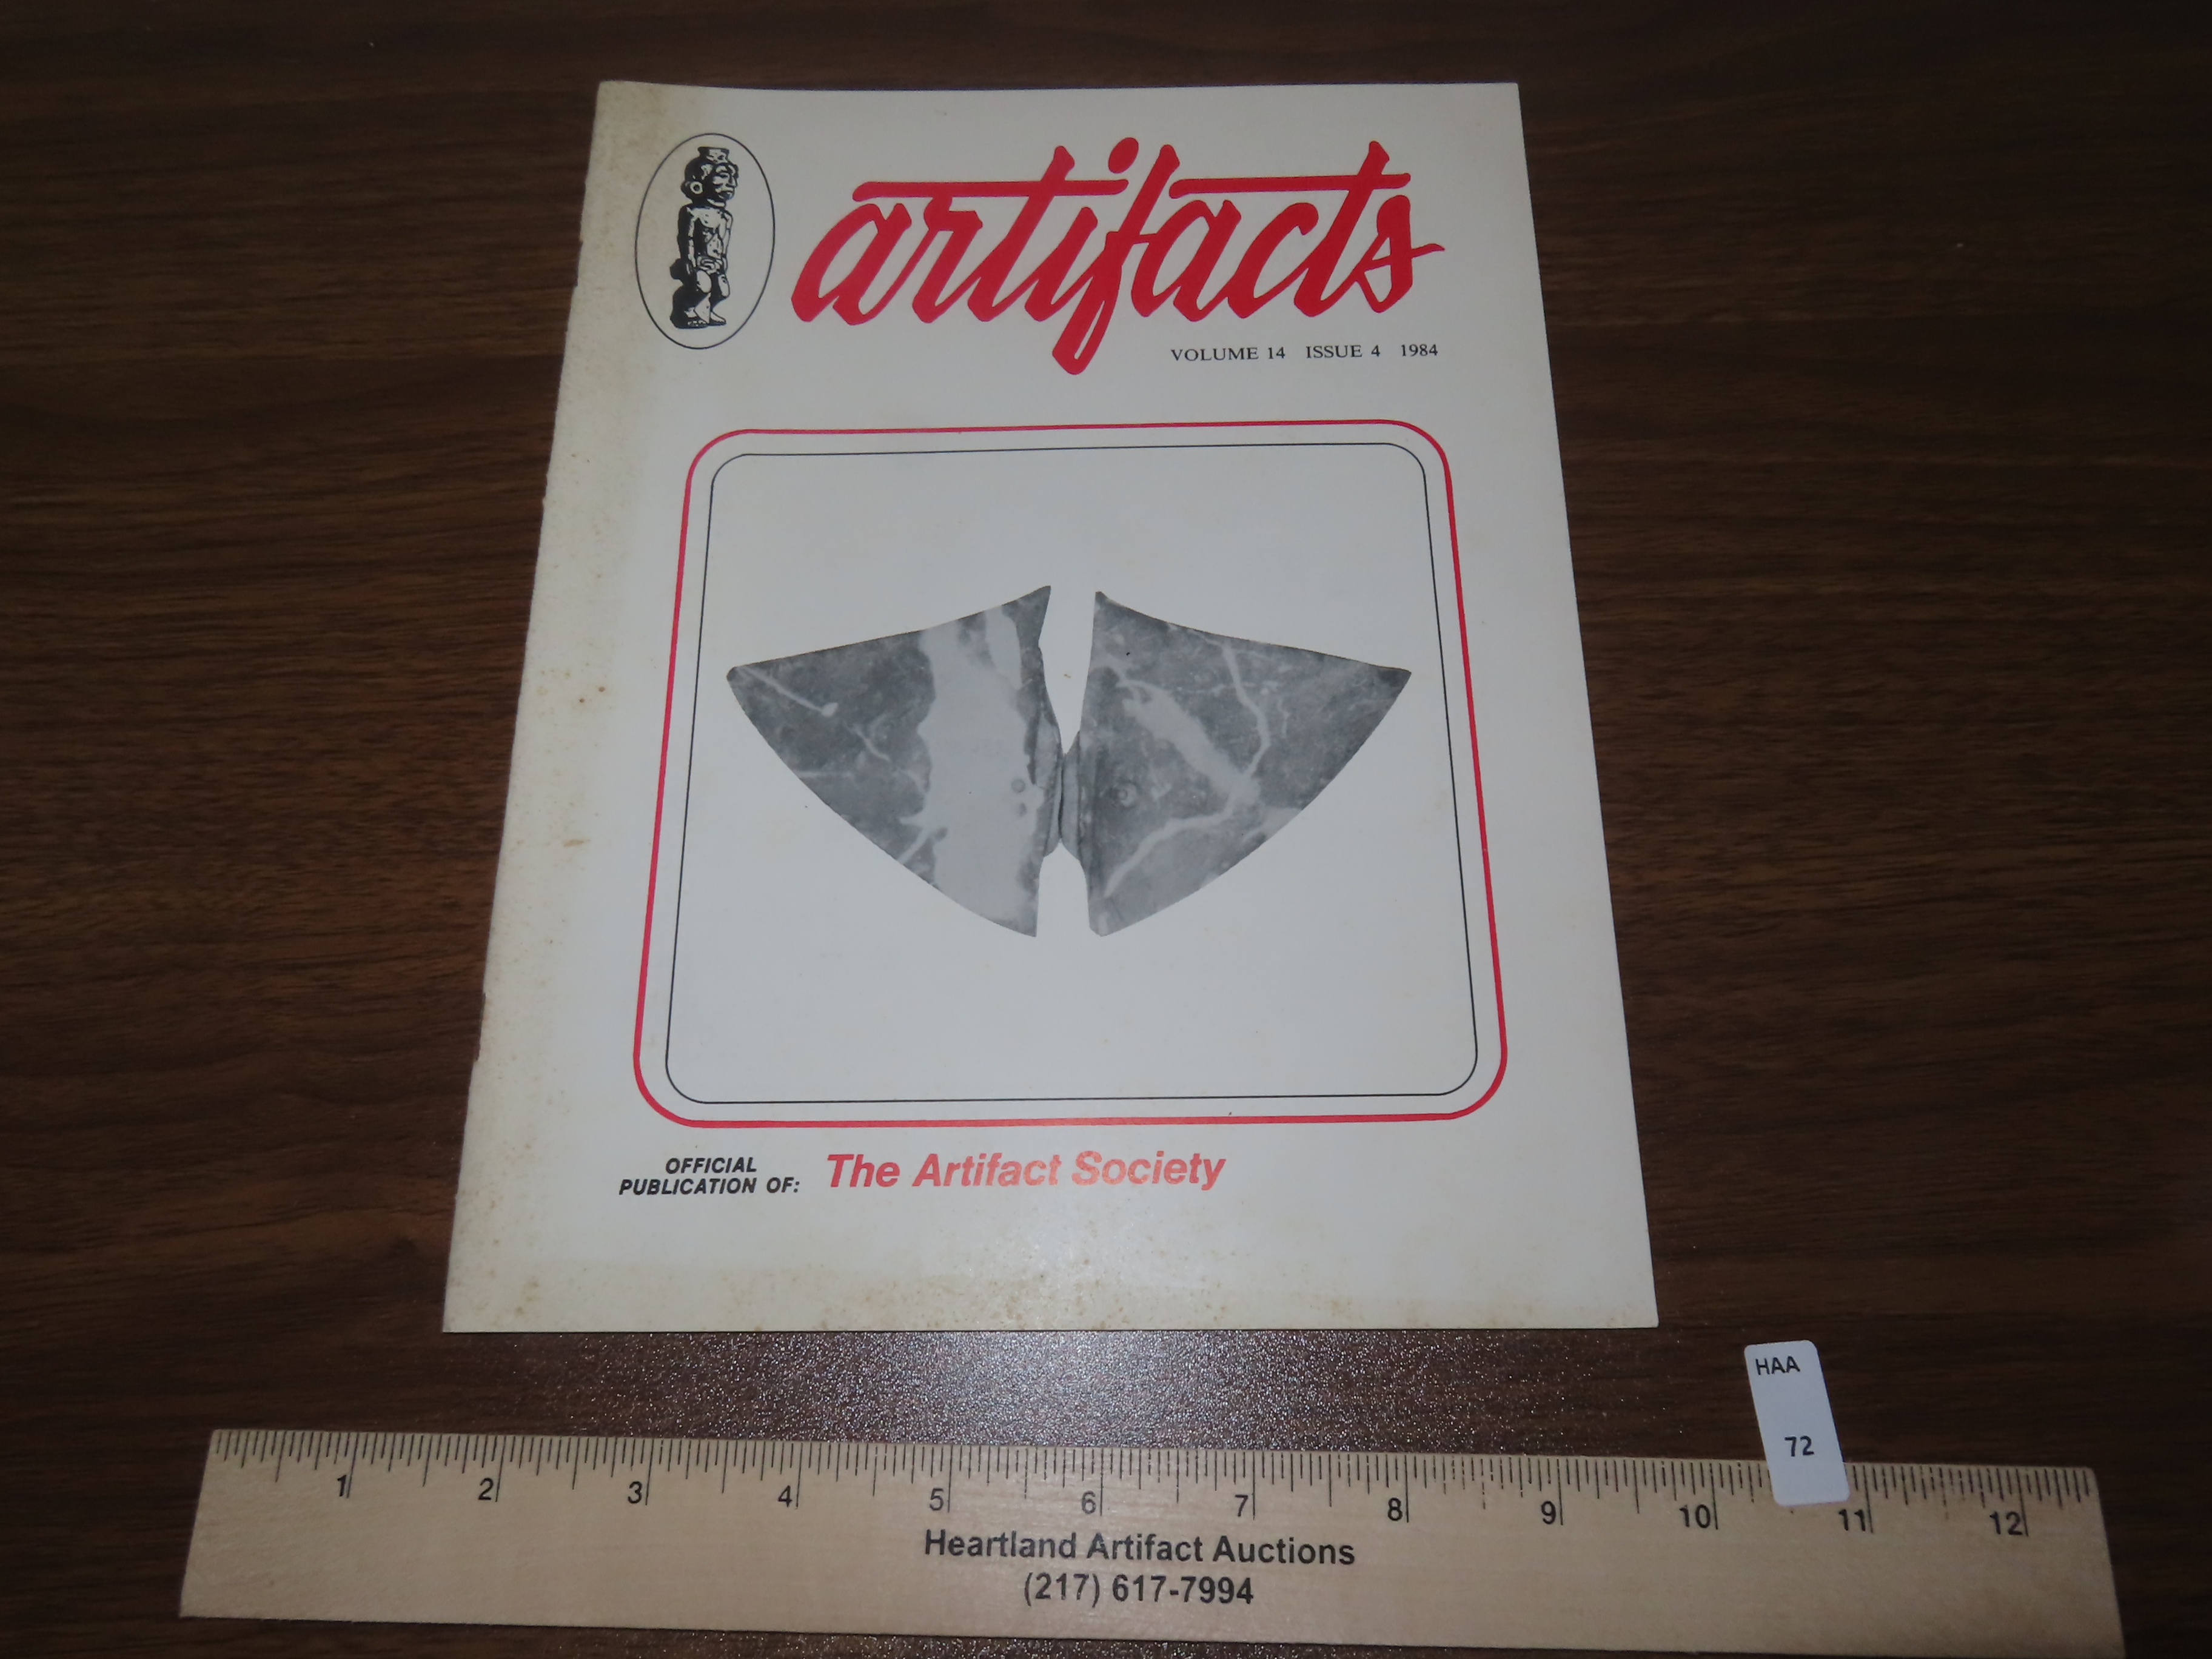 artifacts
VOLUME 14 ISSUE 4 1984
OFFICIAL
PUBLICATION OF:
The Artifact Society
HAA
72
1 2 3 4 5 6 7 8 9 10 11 12
Heartland Artifact Auctions
(217) 617-7994